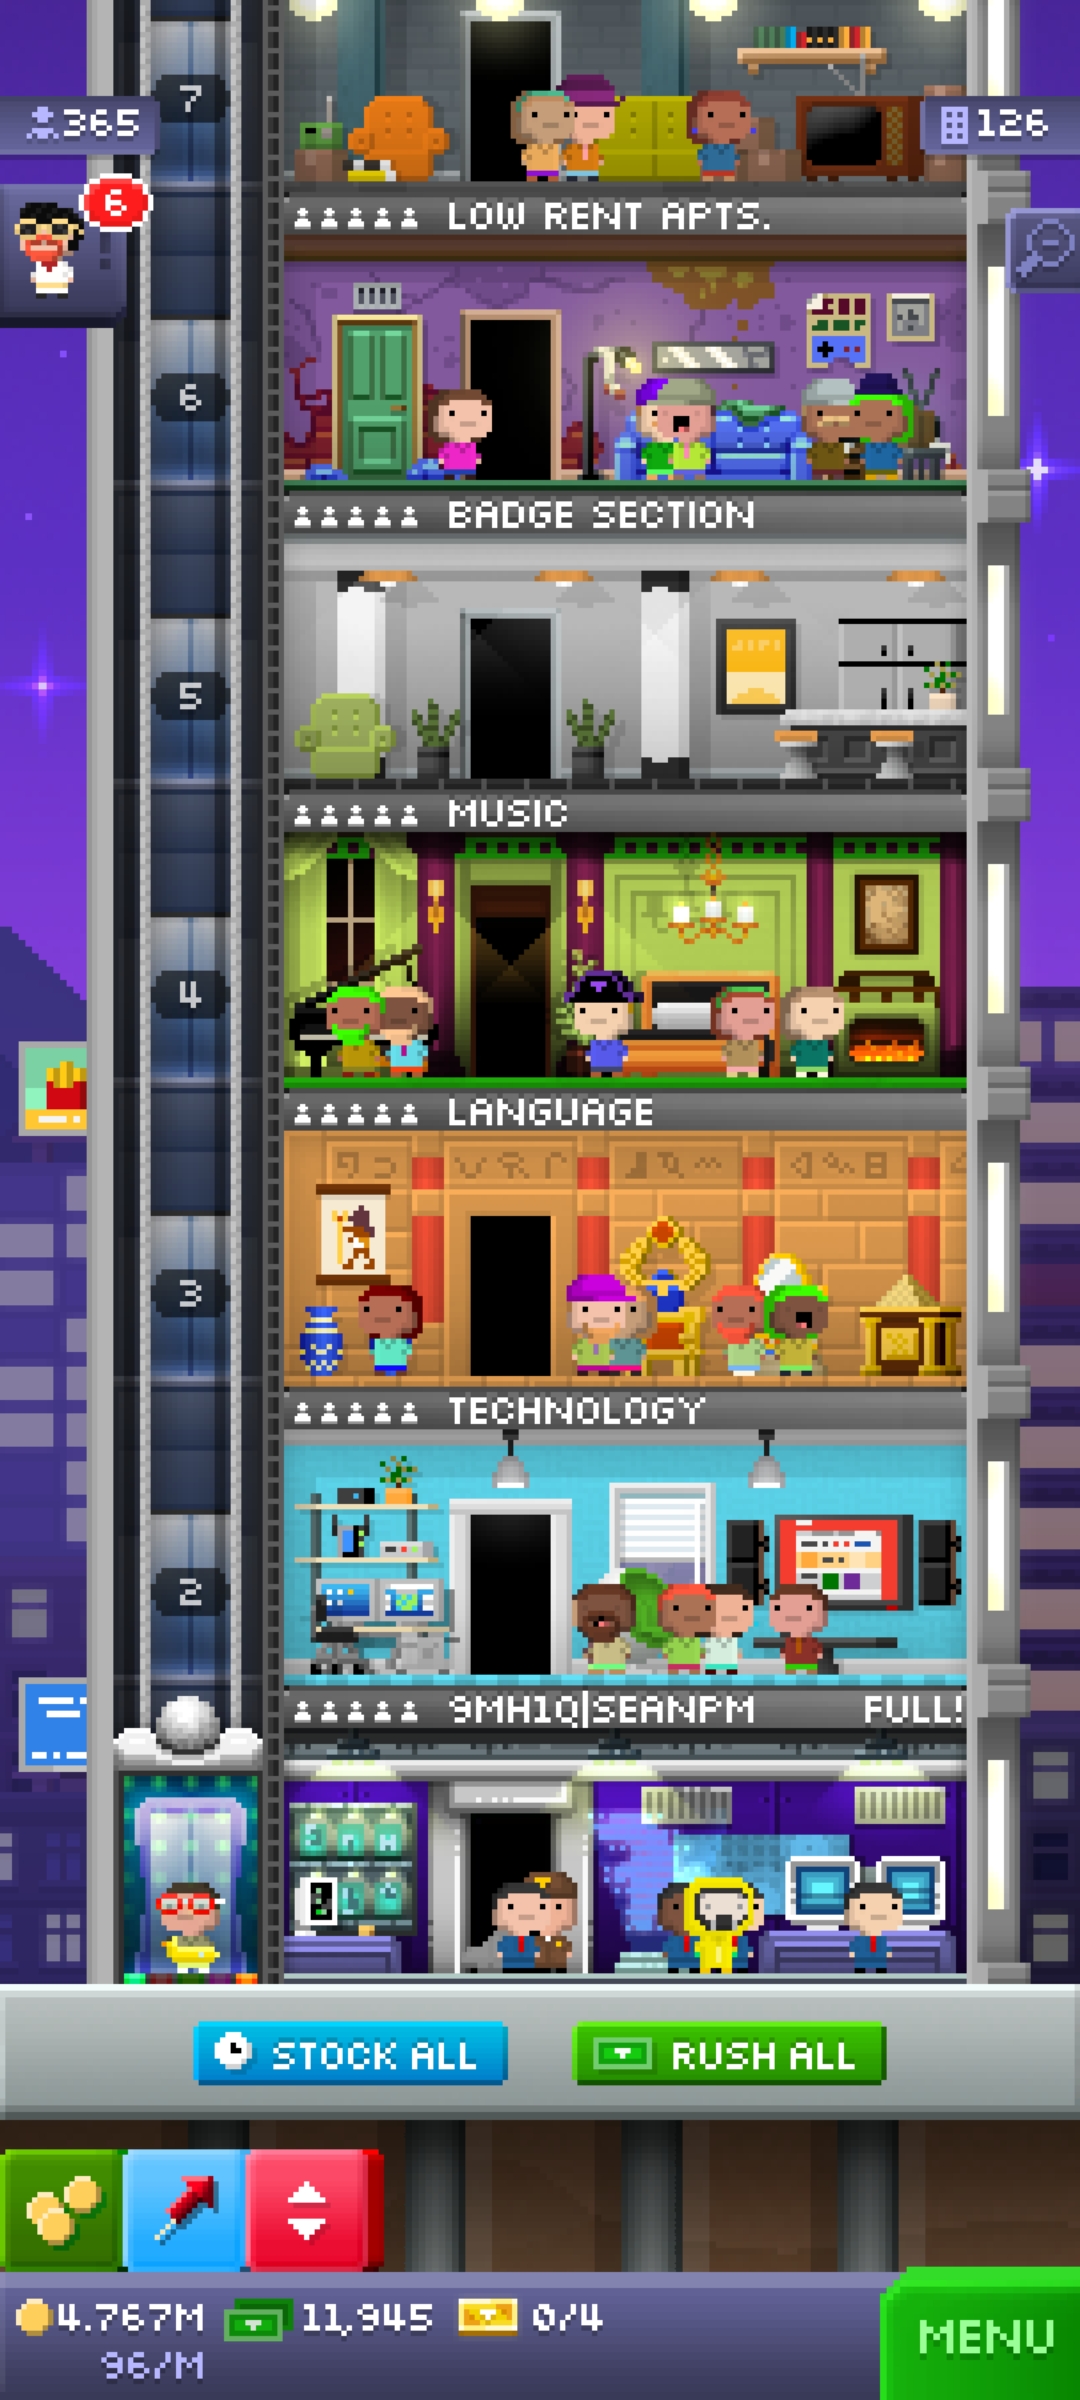 7
365
126
6
LOW RENT APTS.
6
BADGE SECTION
5
MUSIC
4
LANGUAGE
3
TECHNOLOGY
2
9MH1Q|SEANPM FULL!
STOCK ALL
RUSH ALL
4.767M
11,945
0/4
96/M
MENU